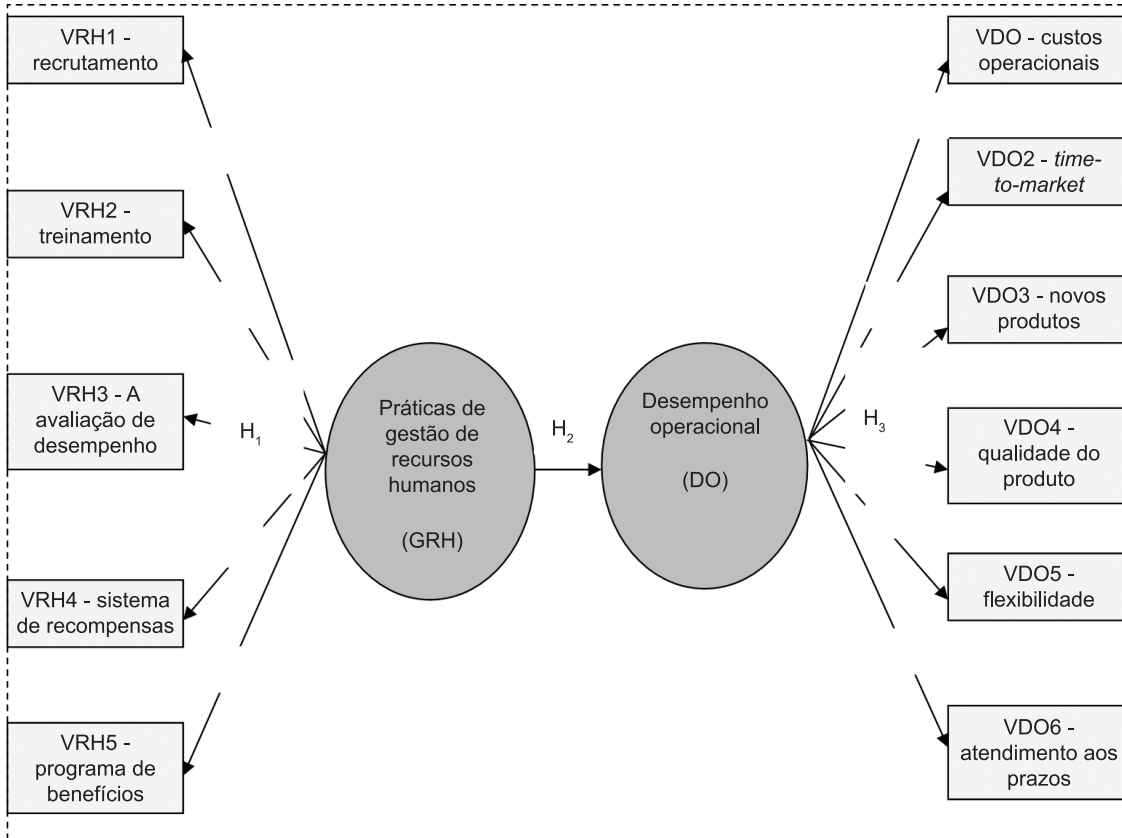 VRH1 -
recrutamento
VRH2 -
treinamento
VRH3 - A
avaliação de
desempenho
VRH4 - sistema
de recompensas
VRH5 -
programa de
benefícios
H1
Práticas de
gestão de
recursos
humanos
(GRH)
H2
Desempenho
operacional
(DO)
H3
VDO - custos
operacionais
VDO2 - time-
to-market
VDO3 - novos
produtos
VDO4 -
qualidade do
produto
VDO5 -
flexibilidade
VDO6 -
atendimento aos
prazos